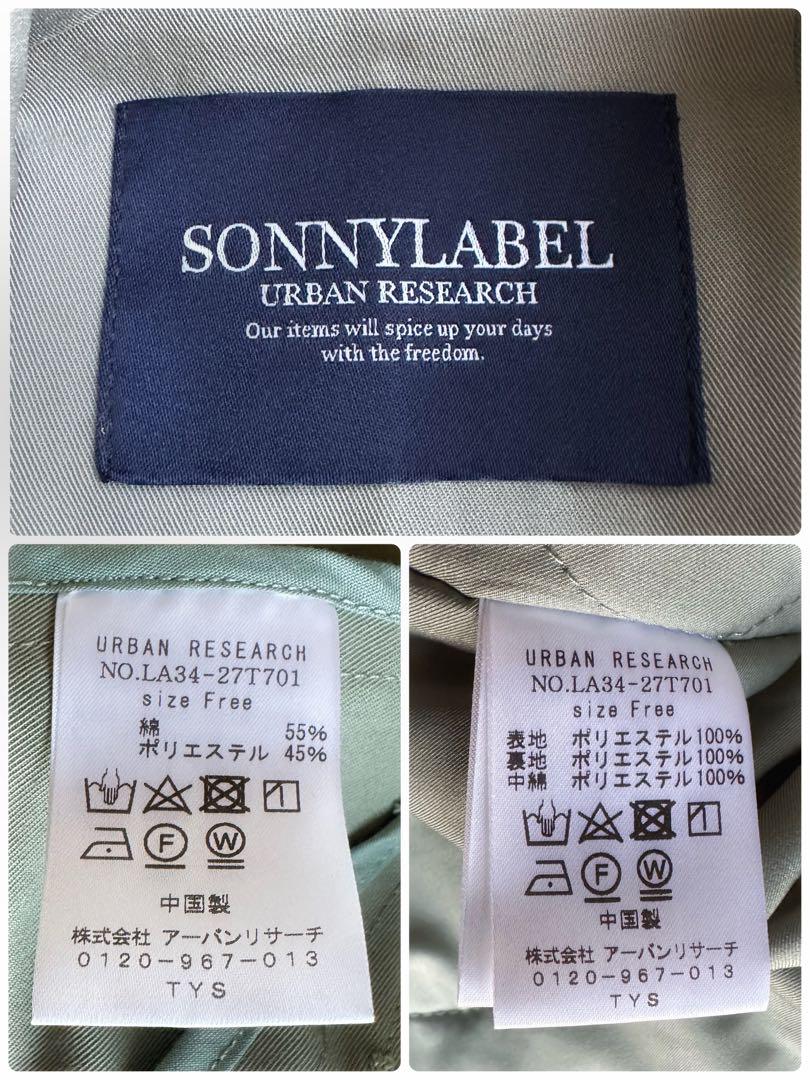 SONNYLABEL
URBAN RESEARCH
Our items will spice up your days
with the freedom.
URBAN RESEARCH
NO.LA34-27T701
size Free
綿 55%
ポリエステル 45%
F W
中国製
株式会社 アーバンリサーチ
0120-967-013
TYS
URBAN RESEARCH
NO.LA34-27T701
size Free
表地 ポリエステル100%
裏地 ポリエステル100%
中綿 ポリエステル100%
F W
中国製
株式会社 アーバンリサーチ
0120-967-013
TYS